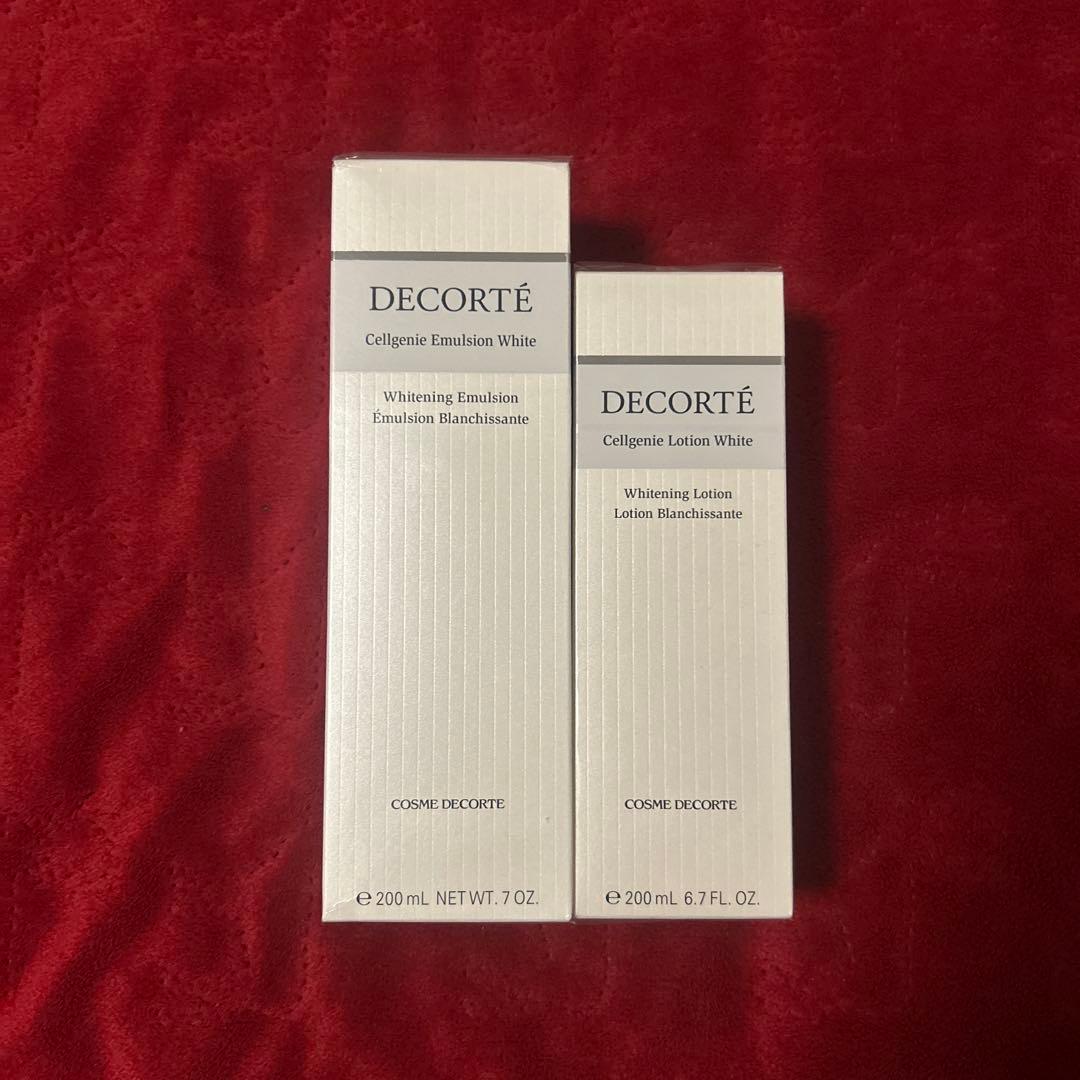 DECORTÉ
Cellgenie Emulsion White
Whitening Emulsion
Émulsion Blanchissante
COSME DECORTE
℮ 200 mL NET WT. 7 OZ.
DECORTÉ
Cellgenie Lotion White
Whitening Lotion
Lotion Blanchissante
COSME DECORTE
℮ 200 mL 6.7 FL. OZ.